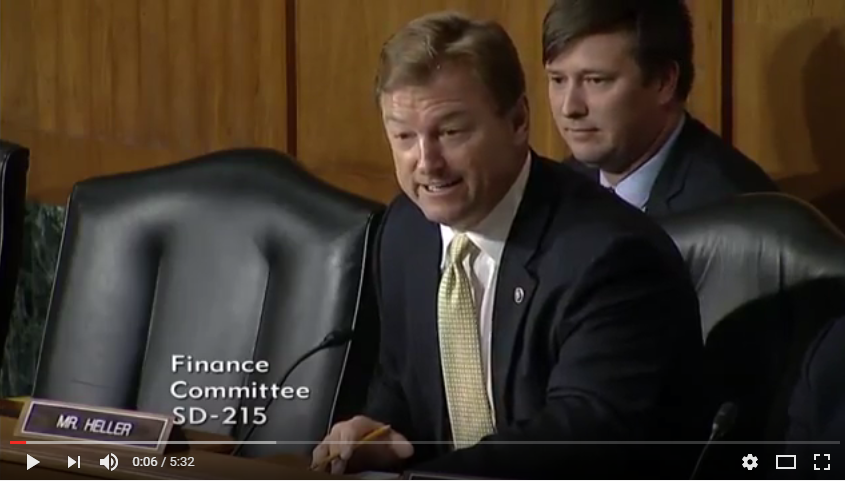 Finance
Committee
SD-215
MR. HELLER
0:06 / 5:32